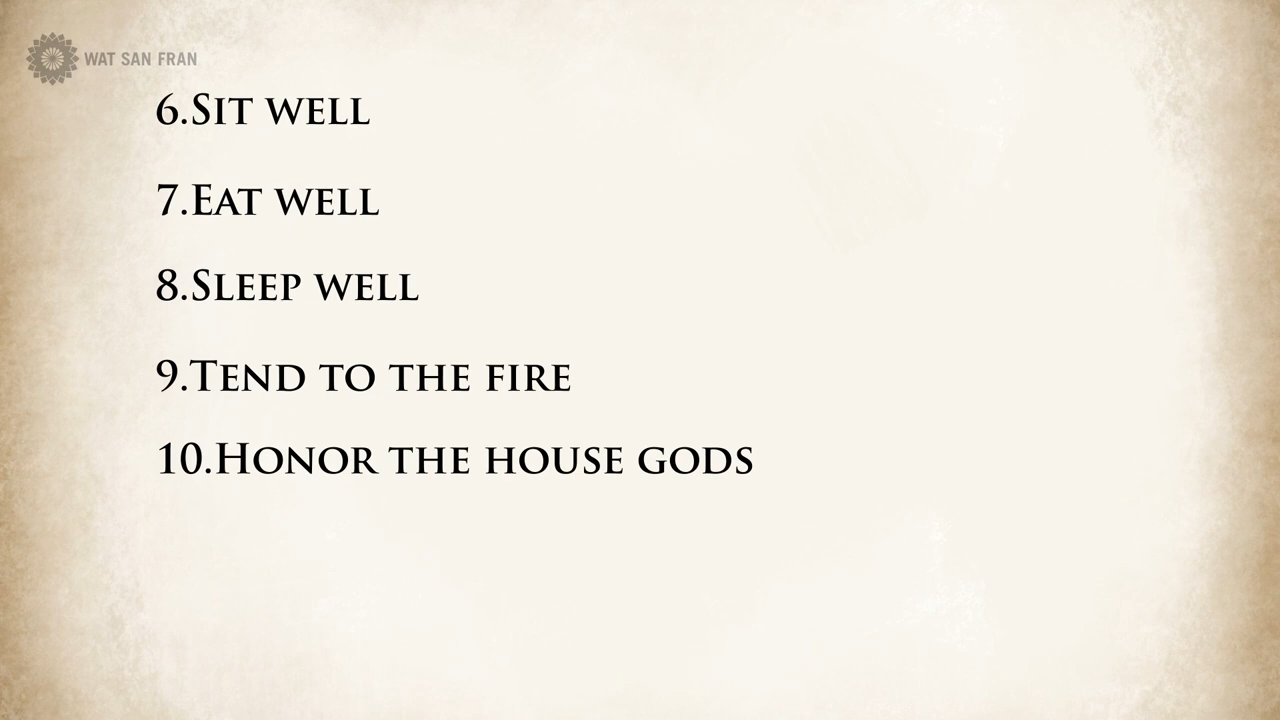 WAT SAN FRAN
6.Sit well
7.Eat well
8.Sleep well
9.Tend to the fire
10.Honor the house gods